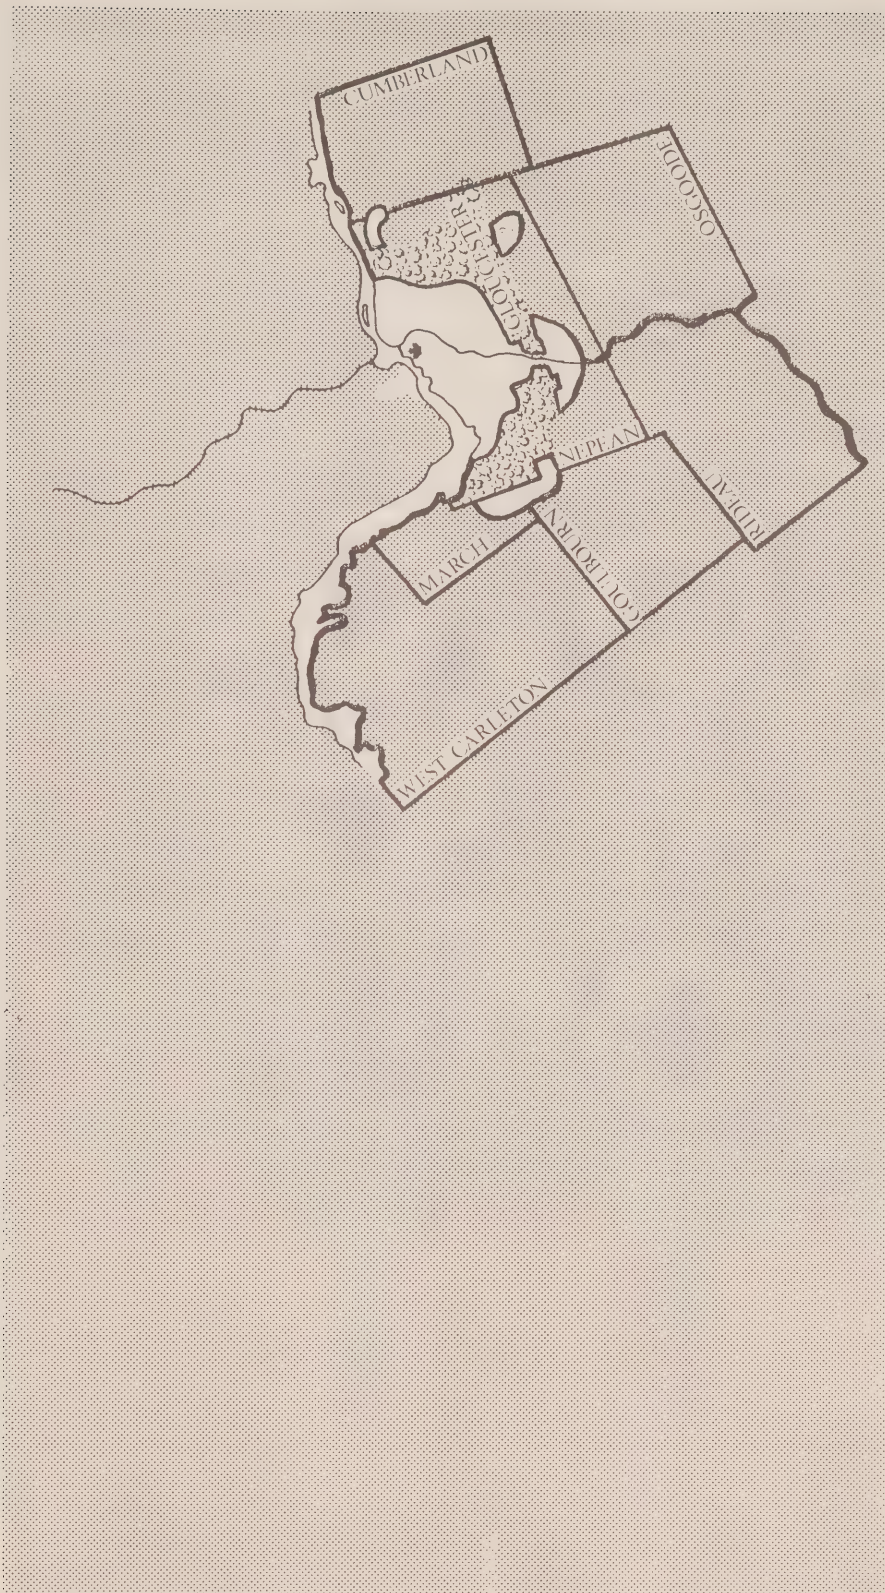 CUMBERLAND
OSGOODE
GLOUCESTER
NEPEAN
RIDEAU
GOULBOURN
MARCH
WEST CARLETON